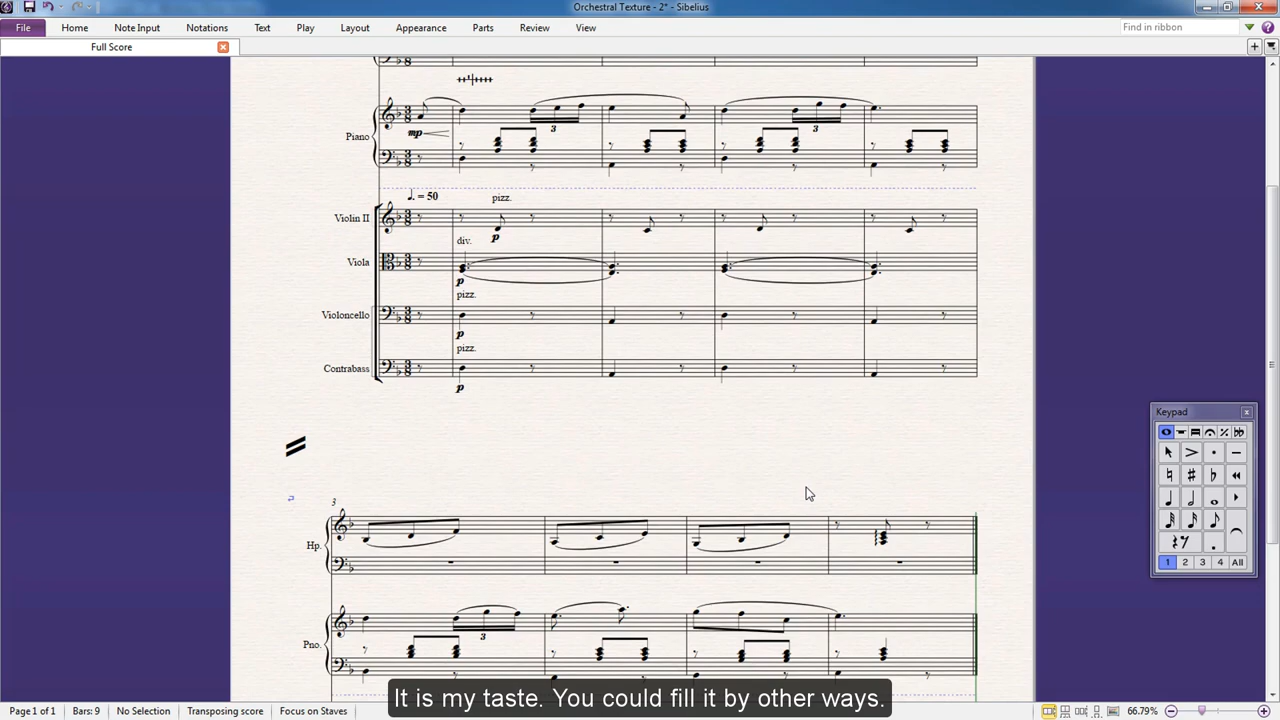 Orchestral Texture - 2* - Sibelius
File Home Note Input Notations Text Play Layout Appearance Parts Review View
Find in ribbon
Full Score
Piano
mp
3
3
♩. = 50
pizz.
Violin II
p
div.
Viola
p
pizz.
Violoncello
p
pizz.
Contrabass
p
Keypad
1 2 3 4 All
3
Hp.
Pno.
3
It is my taste. You could fill it by other ways.
Page 1 of 1 Bars: 9 No Selection Transposing score Focus on Staves 66.79%